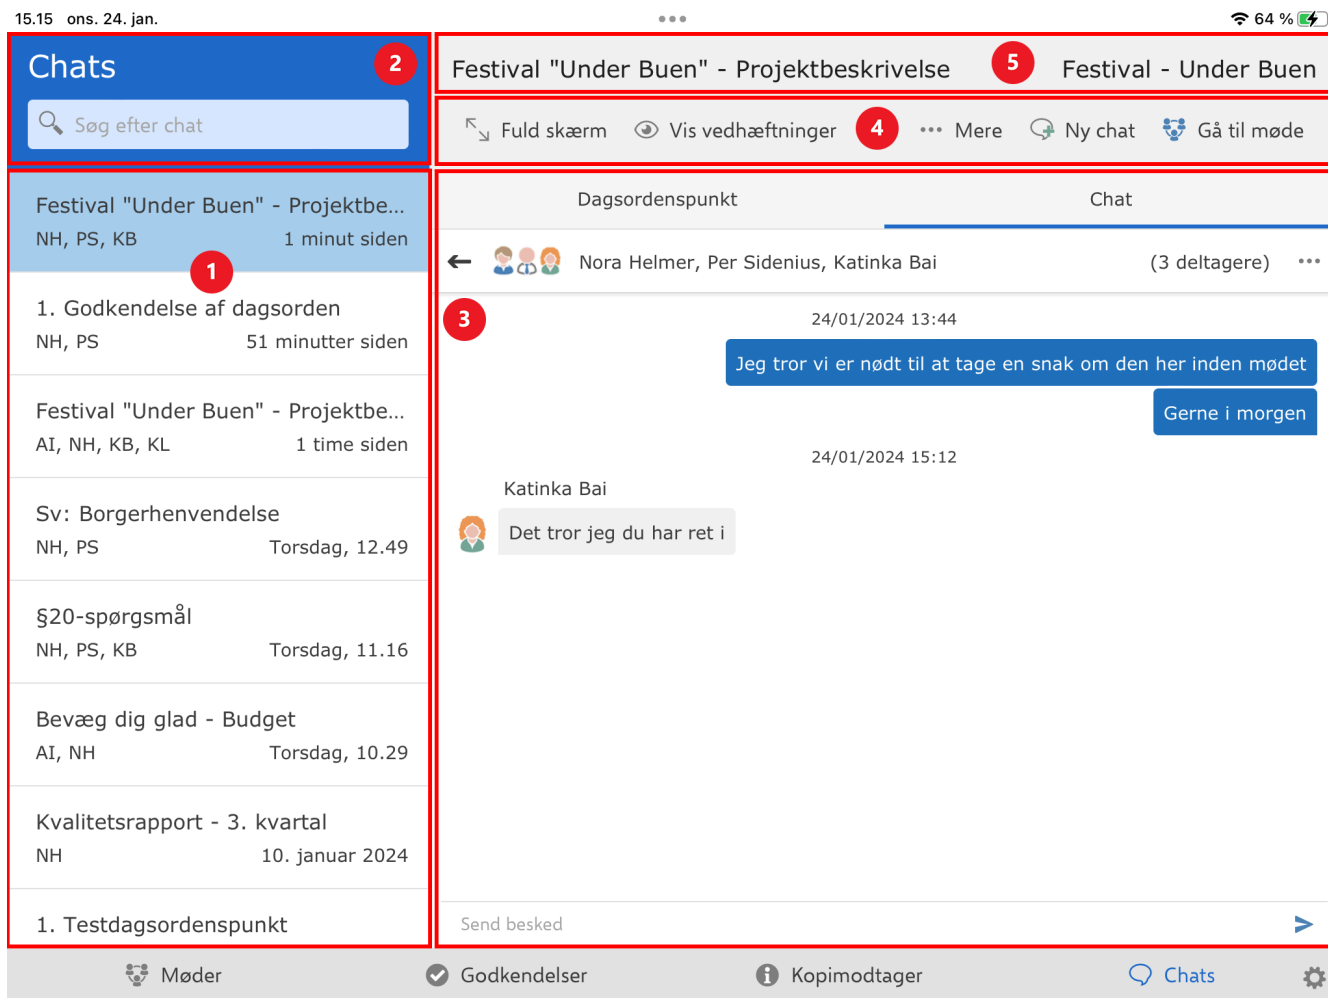 15.15 ons. 24. jan.
64 %
Chats
2
Søg efter chat
Festival "Under Buen" - Projektbeskrivelse
5
Festival - Under Buen
Fuld skærm
Vis vedhæftninger
4
Mere
Ny chat
Gå til møde
Festival "Under Buen" - Projektbe...
NH, PS, KB
1 minut siden
1
1. Godkendelse af dagsorden
NH, PS
51 minutter siden
Festival "Under Buen" - Projektbe...
AI, NH, KB, KL
1 time siden
Sv: Borgerhenvendelse
NH, PS
Torsdag, 12.49
§20-spørgsmål
NH, PS, KB
Torsdag, 11.16
Bevæg dig glad - Budget
AI, NH
Torsdag, 10.29
Kvalitetsrapport - 3. kvartal
NH
10. januar 2024
1. Testdagsordenspunkt
Dagsordenspunkt
Chat
Nora Helmer, Per Sidenius, Katinka Bai
(3 deltagere)
3
24/01/2024 13:44
Jeg tror vi er nødt til at tage en snak om den her inden mødet
Gerne i morgen
24/01/2024 15:12
Katinka Bai
Det tror jeg du har ret i
Send besked
Møder
Godkendelser
Kopimodtager
Chats